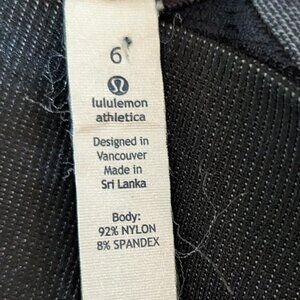 6
lululemon
athletica
Designed in
Vancouver
Made in
Sri Lanka
Body:
92% NYLON
8% SPANDEX